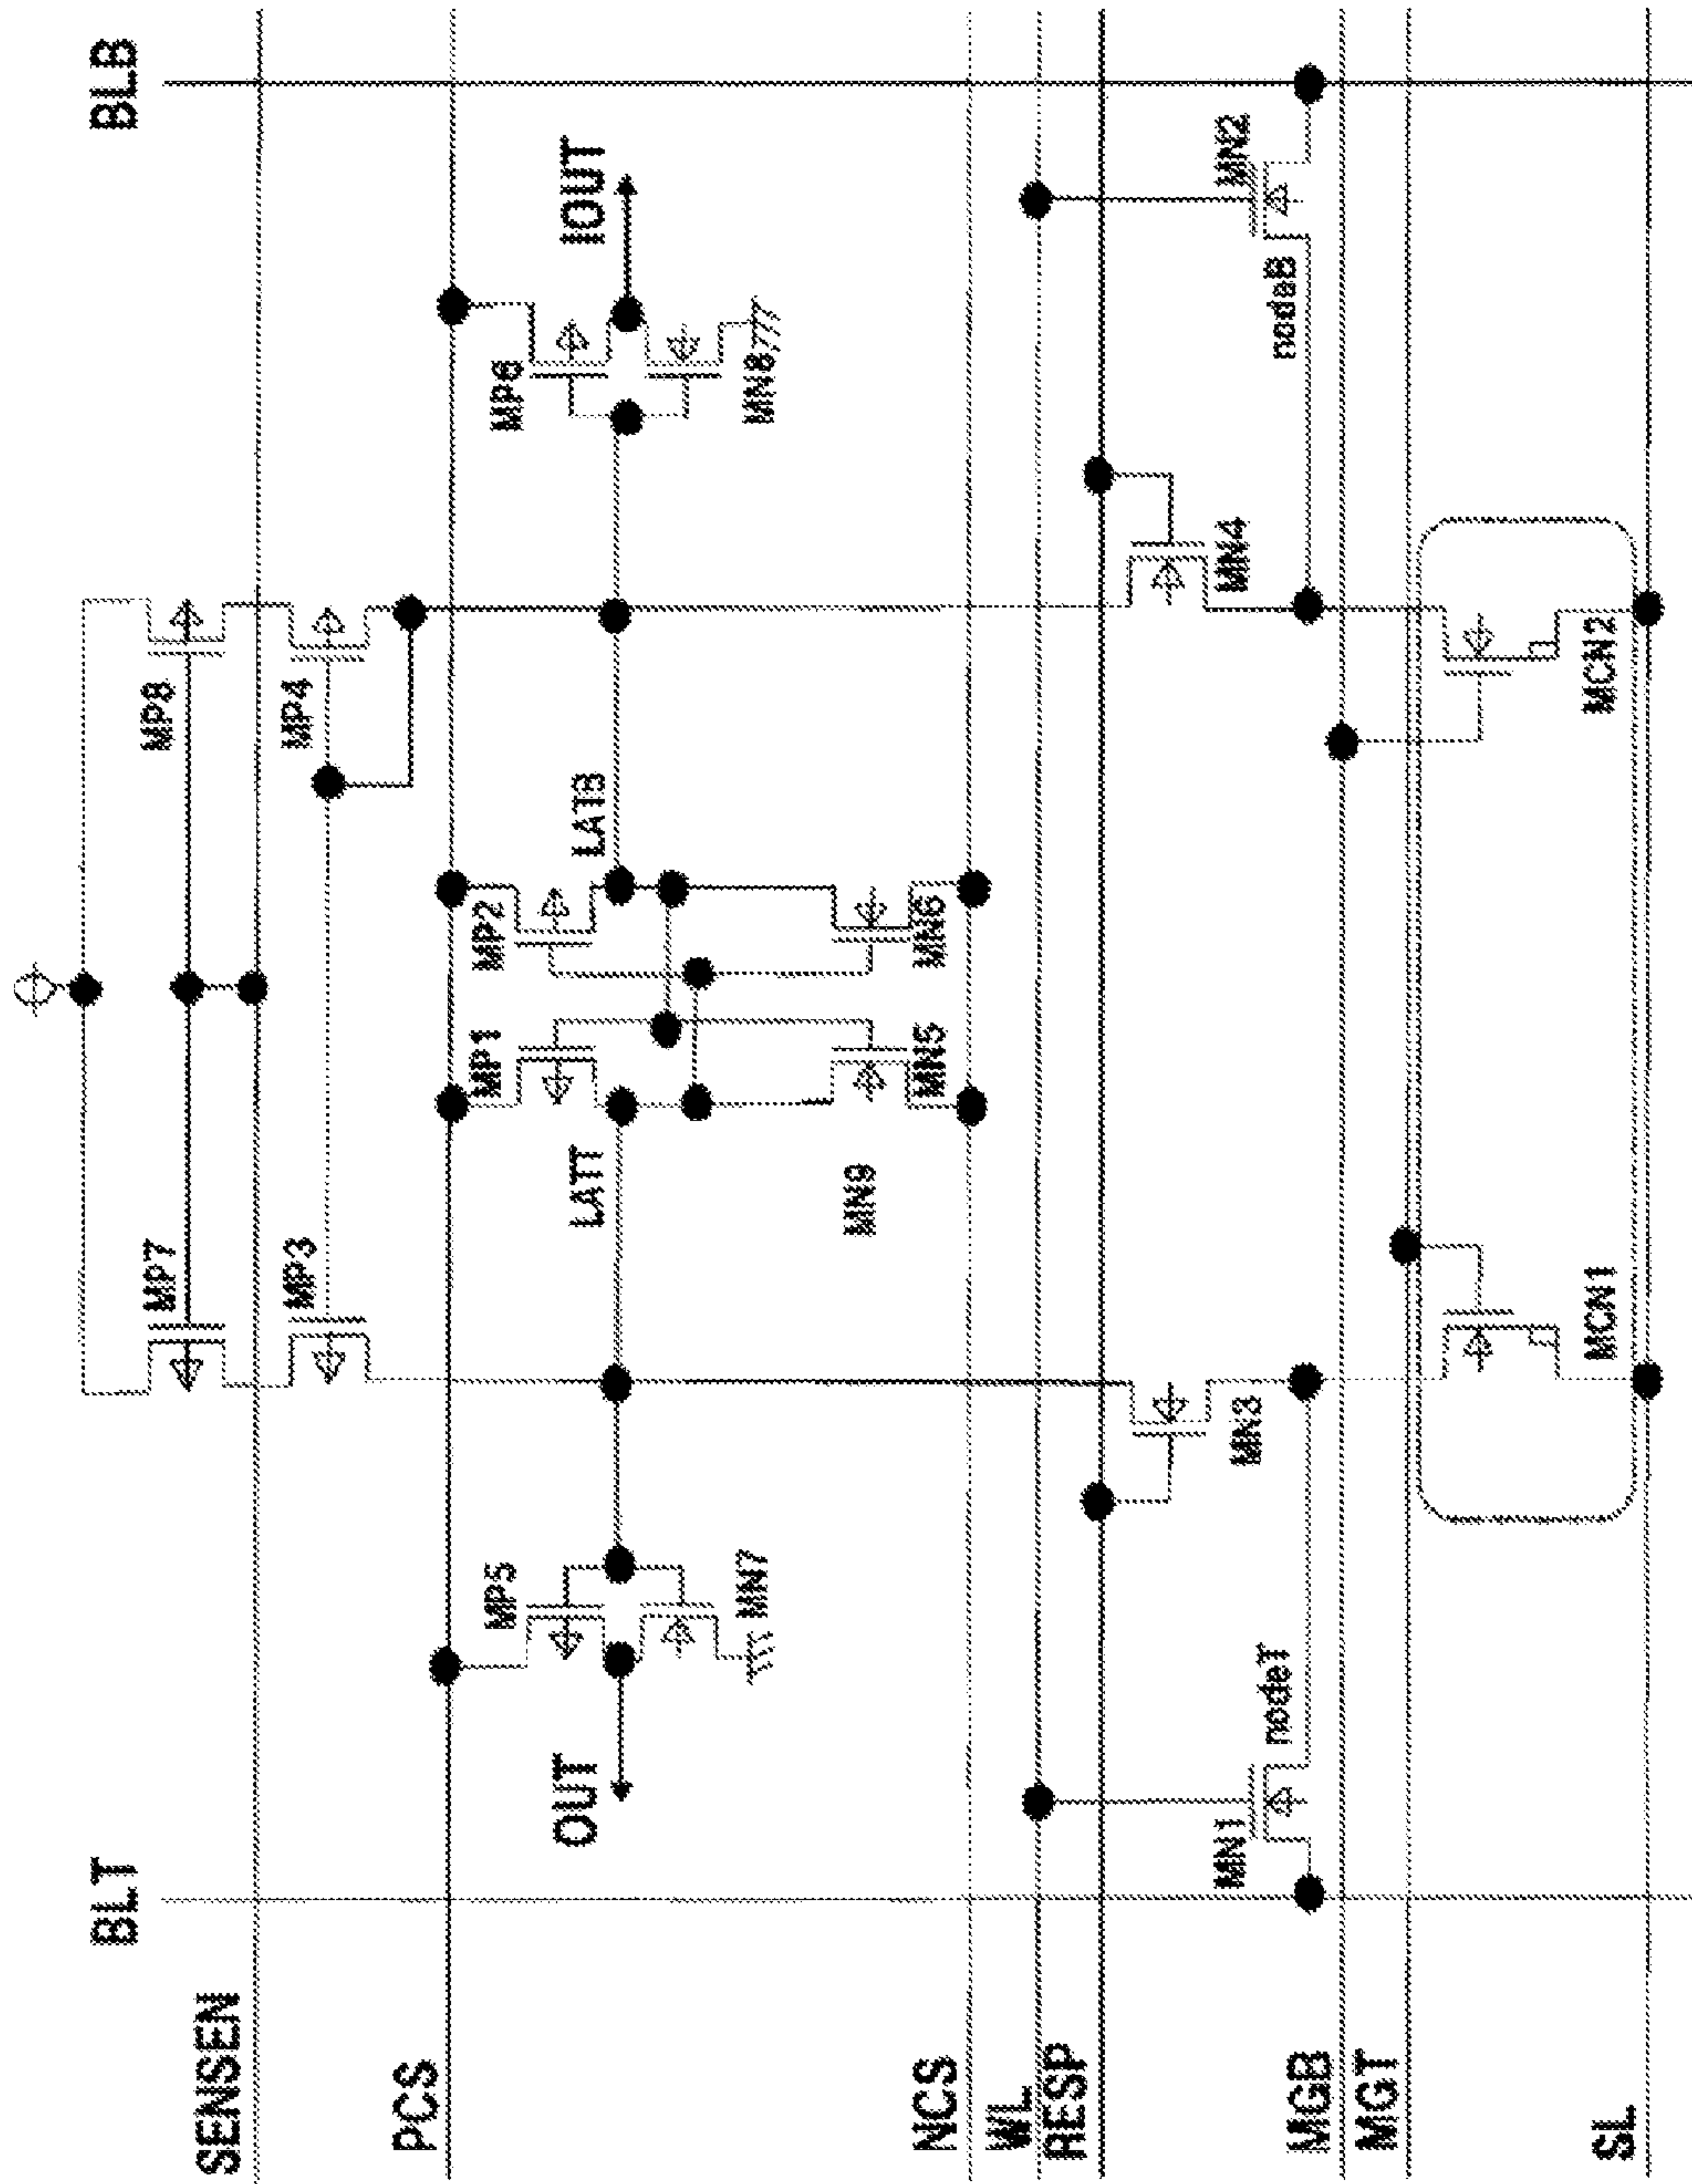 BLT
BLB
SENSEN
MP7
MP8
MP3
MP4
PCS
MP5
MP1
MP2
MP6
OUT
LATT
LATB
IOUT
MN7
MN9
MN5
MN6
MN8
NCS
WL
RESP
MN1
MN3
MN4
MN2
nodeT
nodeB
MGB
MGT
MCN1
MCN2
SL